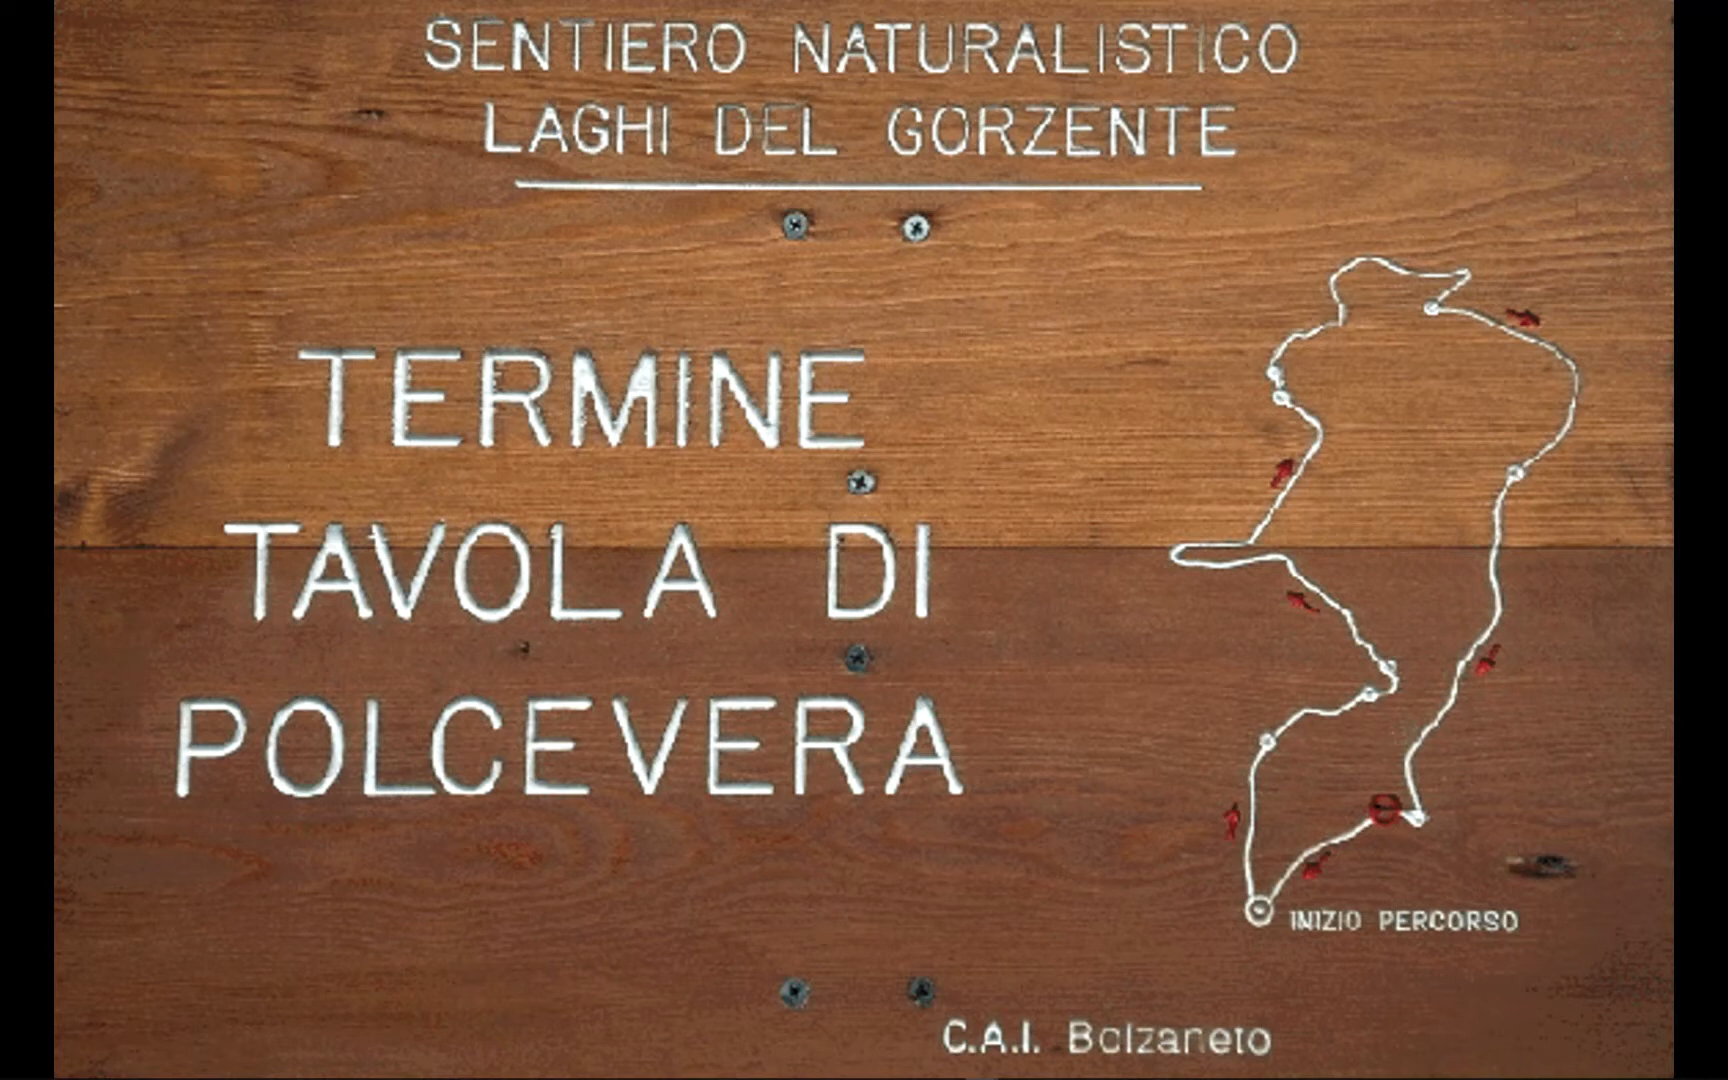 SENTIERO NATURALISTICO
LAGHI DEL GORZENTE
TERMINE
TAVOLA DI
POLCEVERA
INIZIO PERCORSO
C.A.I. Bolzaneto